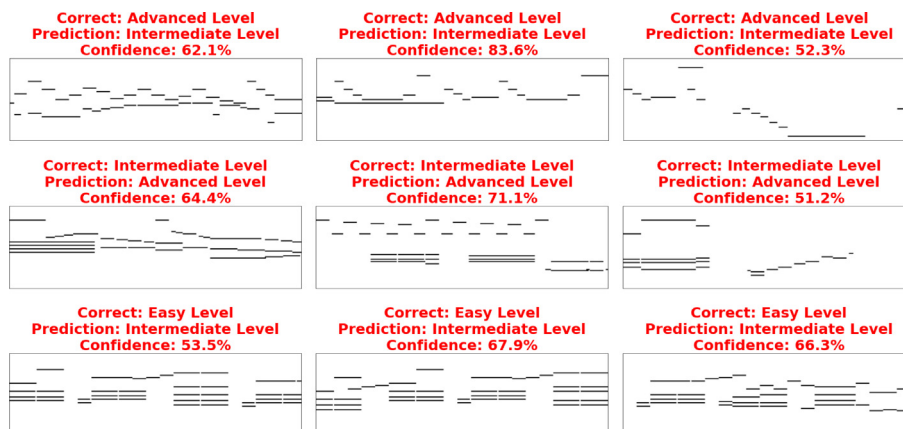 Correct: Advanced Level
Prediction: Intermediate Level
Confidence: 62.1%
Correct: Advanced Level
Prediction: Intermediate Level
Confidence: 83.6%
Correct: Advanced Level
Prediction: Intermediate Level
Confidence: 52.3%
Correct: Intermediate Level
Prediction: Advanced Level
Confidence: 64.4%
Correct: Intermediate Level
Prediction: Advanced Level
Confidence: 71.1%
Correct: Intermediate Level
Prediction: Advanced Level
Confidence: 51.2%
Correct: Easy Level
Prediction: Intermediate Level
Confidence: 53.5%
Correct: Easy Level
Prediction: Intermediate Level
Confidence: 67.9%
Correct: Easy Level
Prediction: Intermediate Level
Confidence: 66.3%